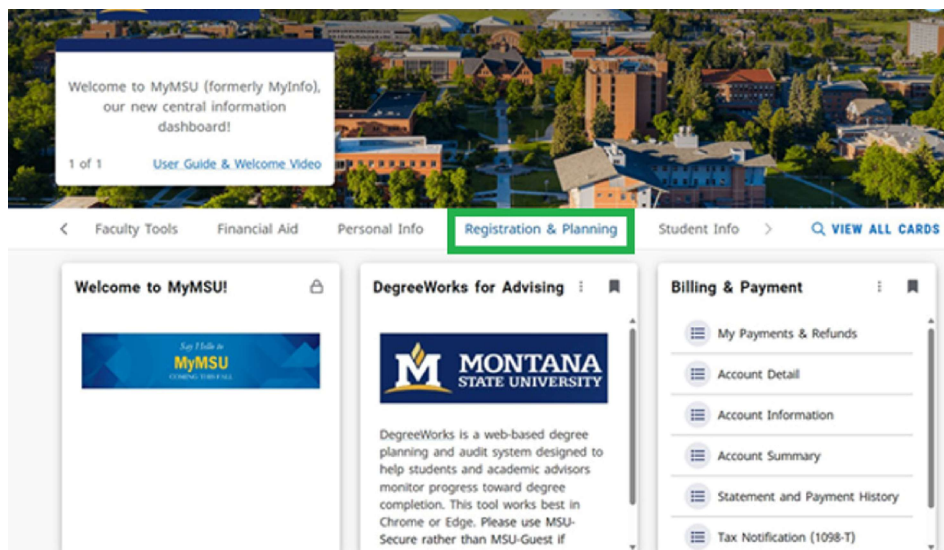 Welcome to MyMSU (formerly MyInfo),
our new central information
dashboard!
1 of 1 User Guide & Welcome Video
Faculty Tools Financial Aid Personal Info Registration & Planning Student Info VIEW ALL CARDS
Welcome to MyMSU!
Say Hello to
MyMSU
COMING THIS FALL
DegreeWorks for Advising
M MONTANA
STATE UNIVERSITY
DegreeWorks is a web-based degree
planning and audit system designed to
help students and academic advisors
monitor progress toward degree
completion. This tool works best in
Chrome or Edge. Please use MSU-
Secure rather than MSU-Guest if
Billing & Payment
My Payments & Refunds
Account Detail
Account Information
Account Summary
Statement and Payment History
Tax Notification (1098-T)